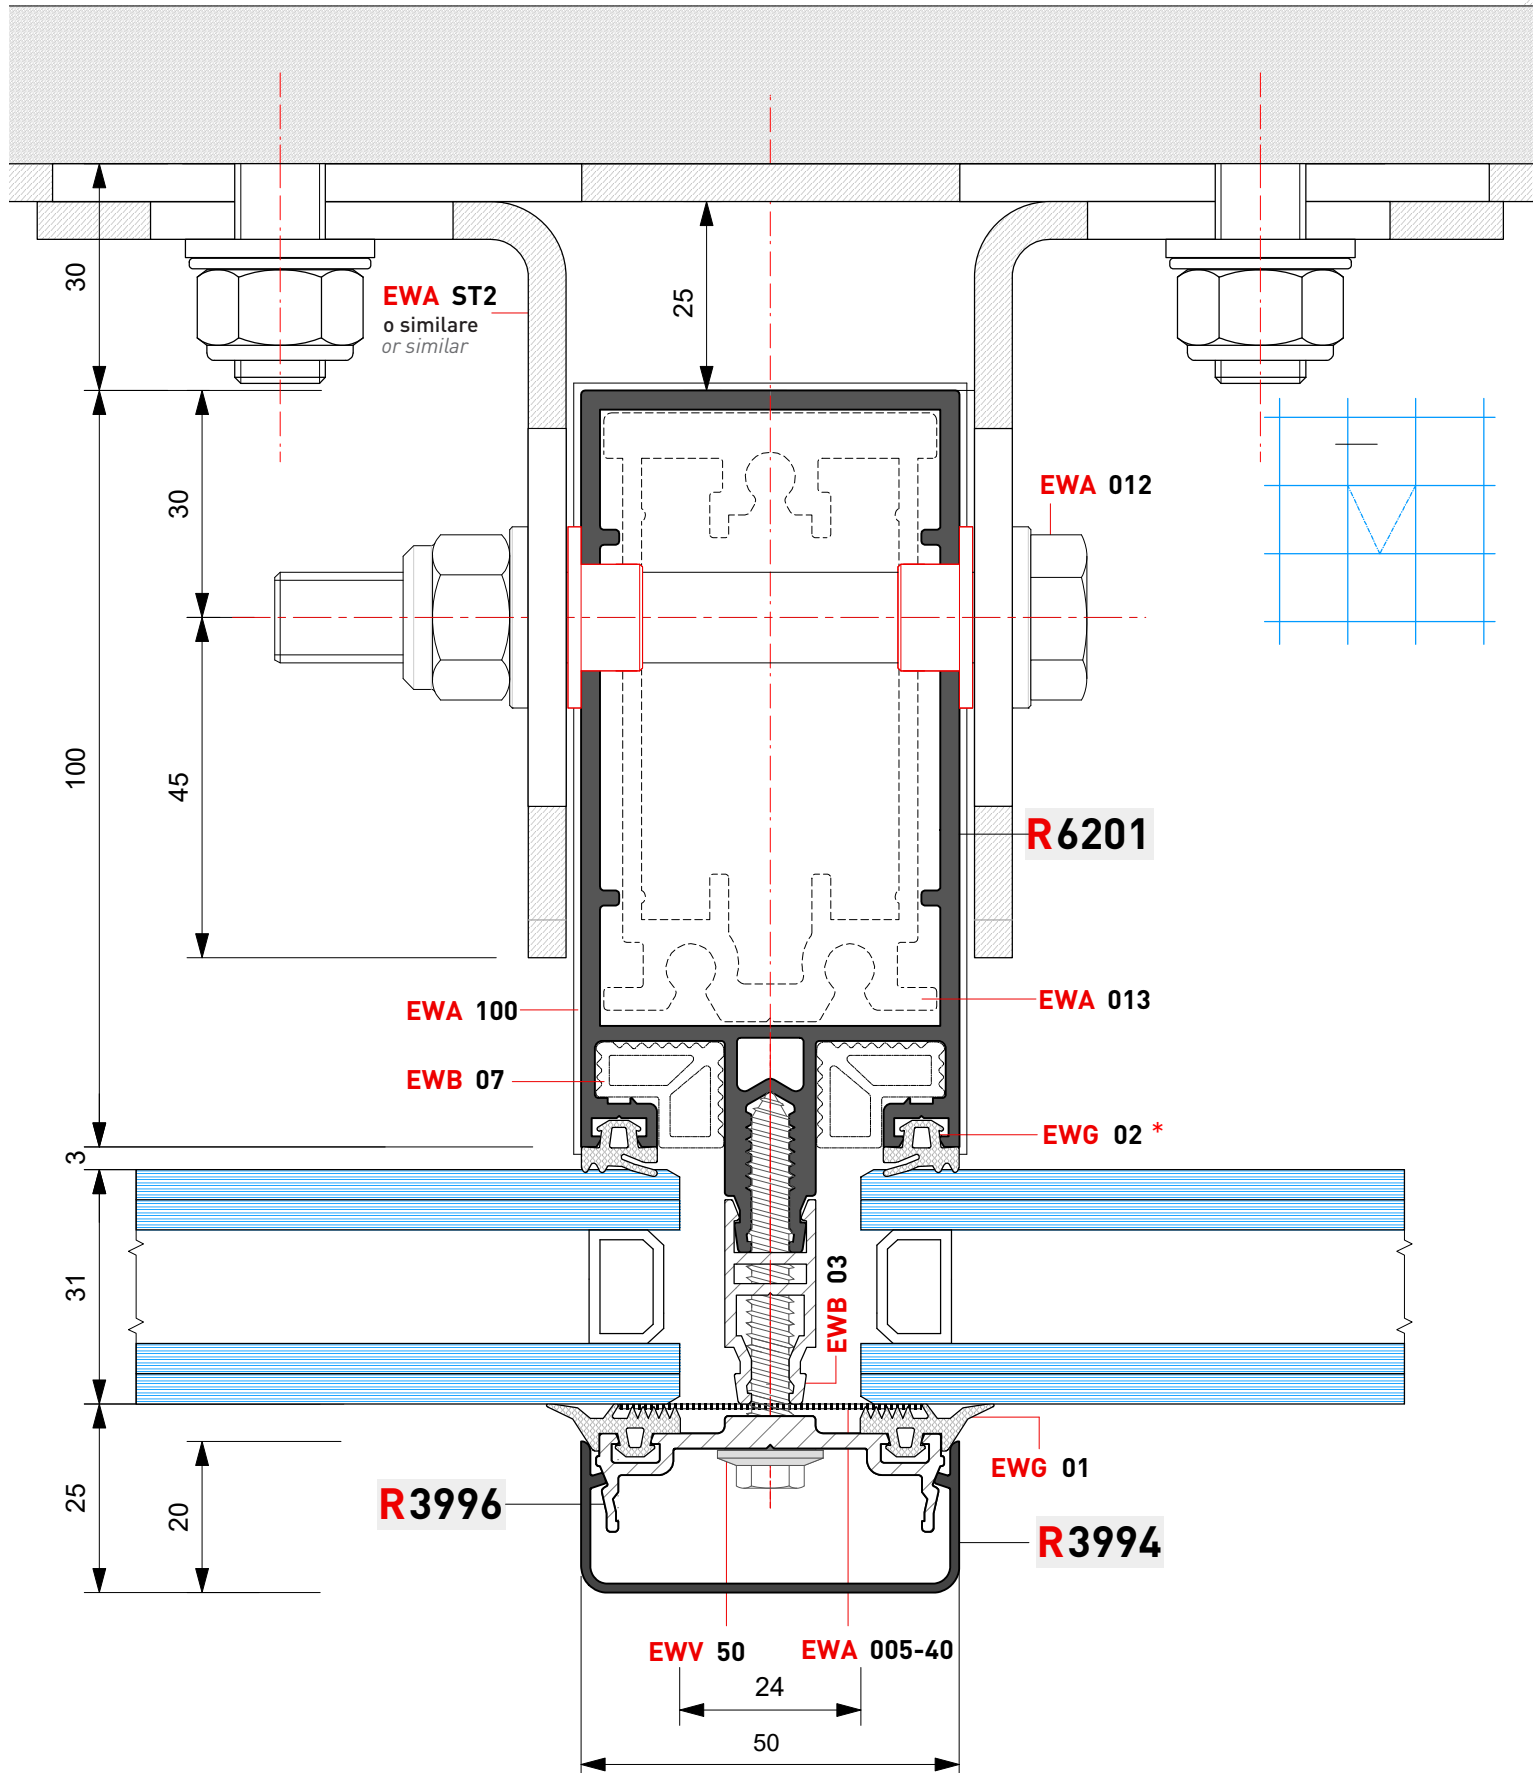 30
EWA ST2
o similare
or similar
25
30
EWA 012
100
45
R6201
EWA 100
EWA 013
EWB 07
EWG 02 *
3
31
EWB 03
25
20
R3996
EWG 01
R3994
EWV 50
EWA 005-40
24
50